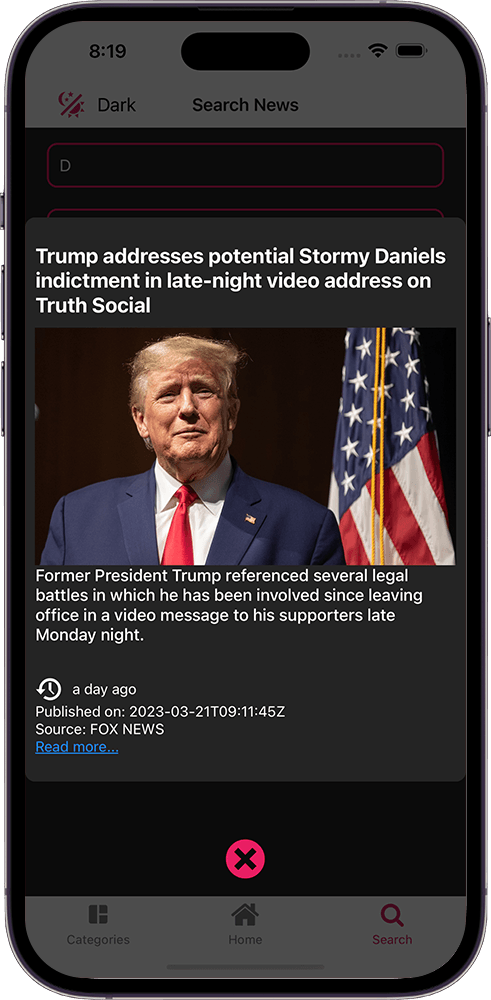 8:19
Dark
Search News
D
Trump addresses potential Stormy Daniels
indictment in late-night video address on
Truth Social
Former President Trump referenced several legal
battles in which he has been involved since leaving
office in a video message to his supporters late
Monday night.
a day ago
Published on: 2023-03-21T09:11:45Z
Source: FOX NEWS
Read more...
Categories
Home
Search